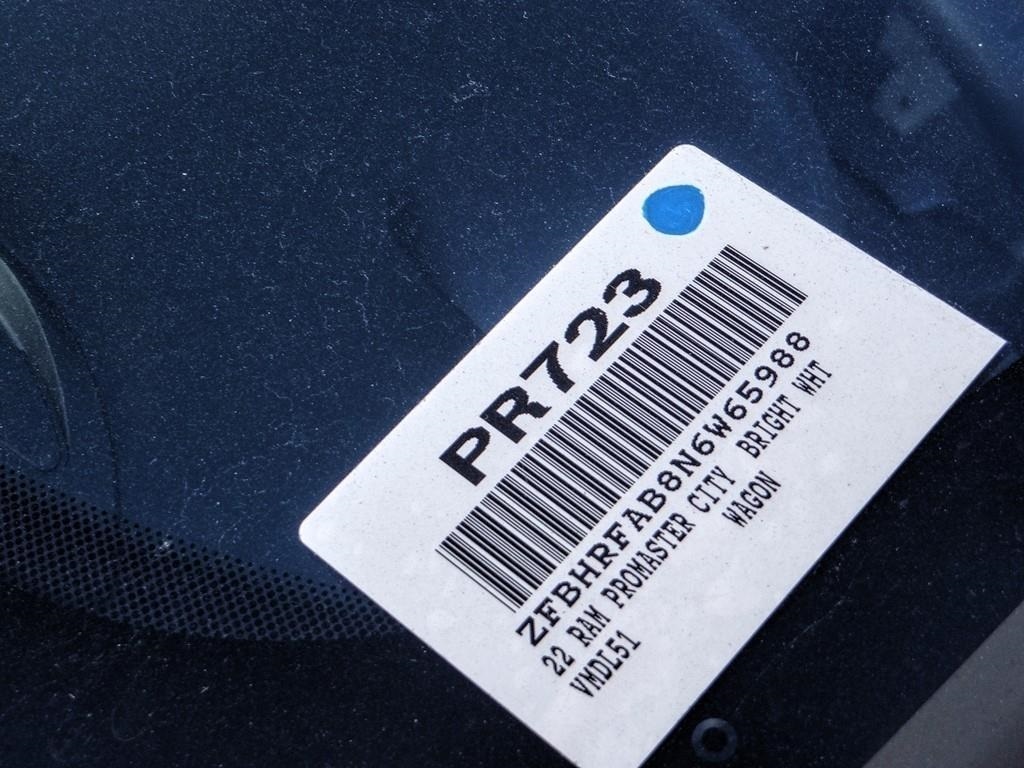 PR723
ZFBHRFAB8N6W65988
22 RAM PROMASTER CITY BRIGHT WHT
VMDL51 WAGON